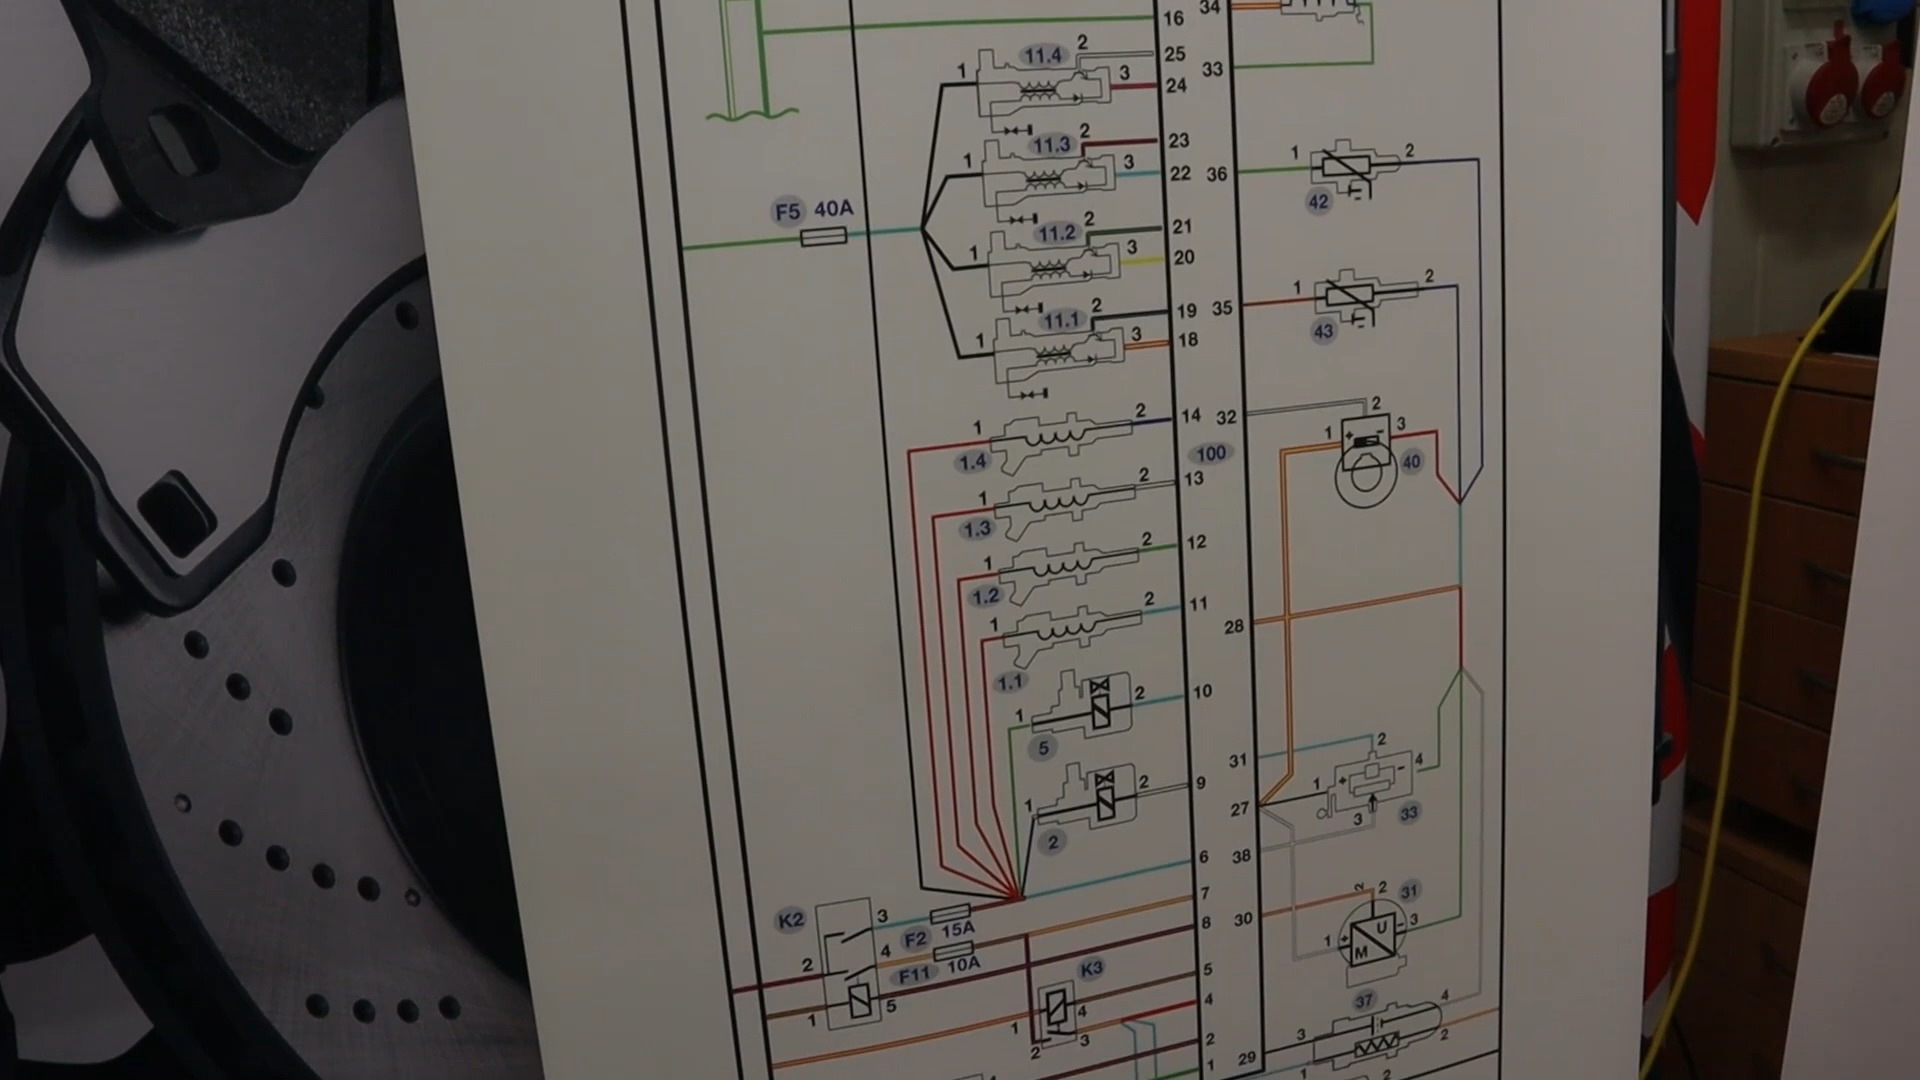 16 34
11.4 2 25
1 3 24 33
11.3 2 23
1 3 22 36 1 2
42
F5 40A
11.2 2 21
1 3 20
1 2
11.1 2 19 35
43
1 3 18
1 2 14 32 2
1.4 100 1 + - 3
40
1 2 13
1.3
1 2 12
1.2
1 2 11
1.1 28
1 2 10
5
31 2
1 + - 4
1 2 9 27
3 33
2
6 38
7
K2 3 F2 15A 8 30 2 2 31
4 F11 10A 1 + U - 3
M
2 K3 5
1 5 4 4 37
1 3 3 4
2 2 2
1 29 1 2